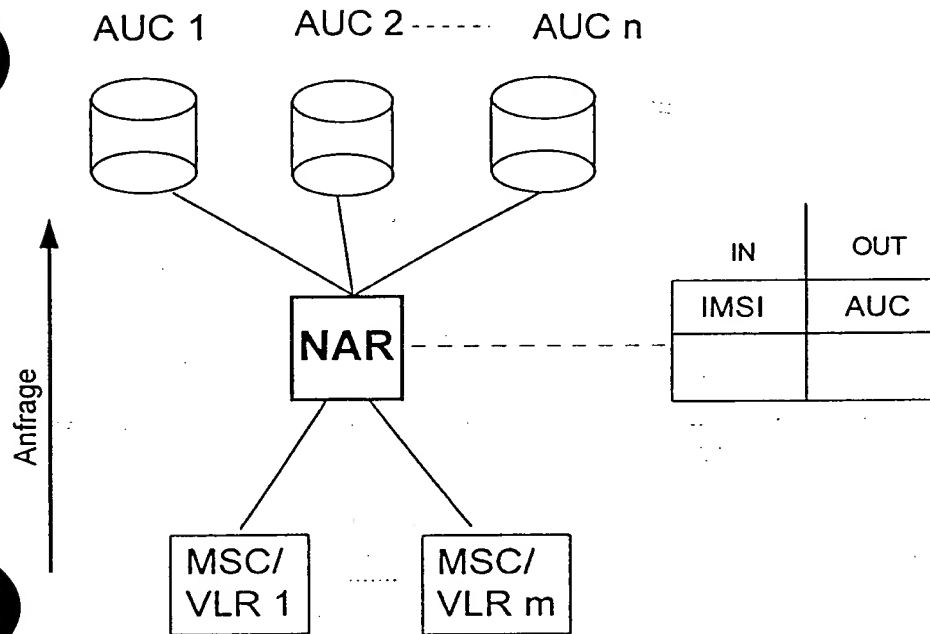 AUC 1 AUC 2 ------ AUC n
IN OUT
IMSI AUC
NAR
Anfrage
MSC/
VLR 1
........
MSC/
VLR m